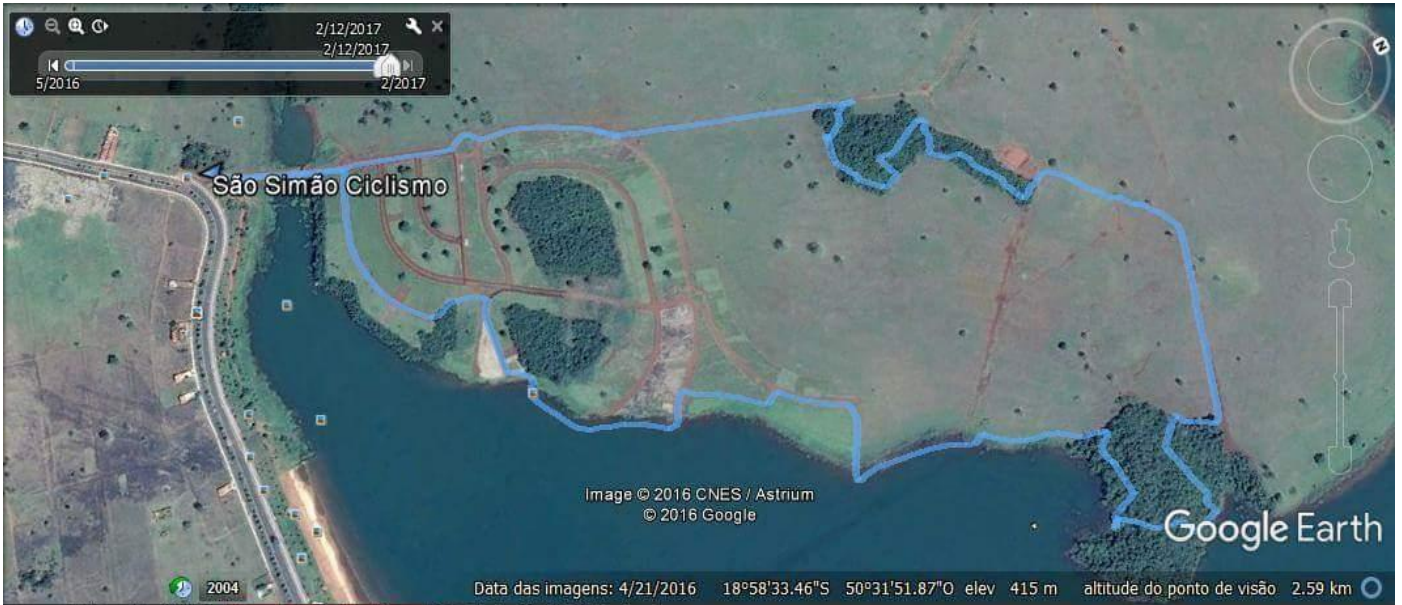 2/12/2017
2/12/2017
5/2016
2/2017
N
São Simão Ciclismo
Image © 2016 CNES / Astrium
© 2016 Google
Google Earth
2004
Data das imagens: 4/21/2016 18°58'33.46"S 50°31'51.87"O elev 415 m altitude do ponto de visão 2.59 km